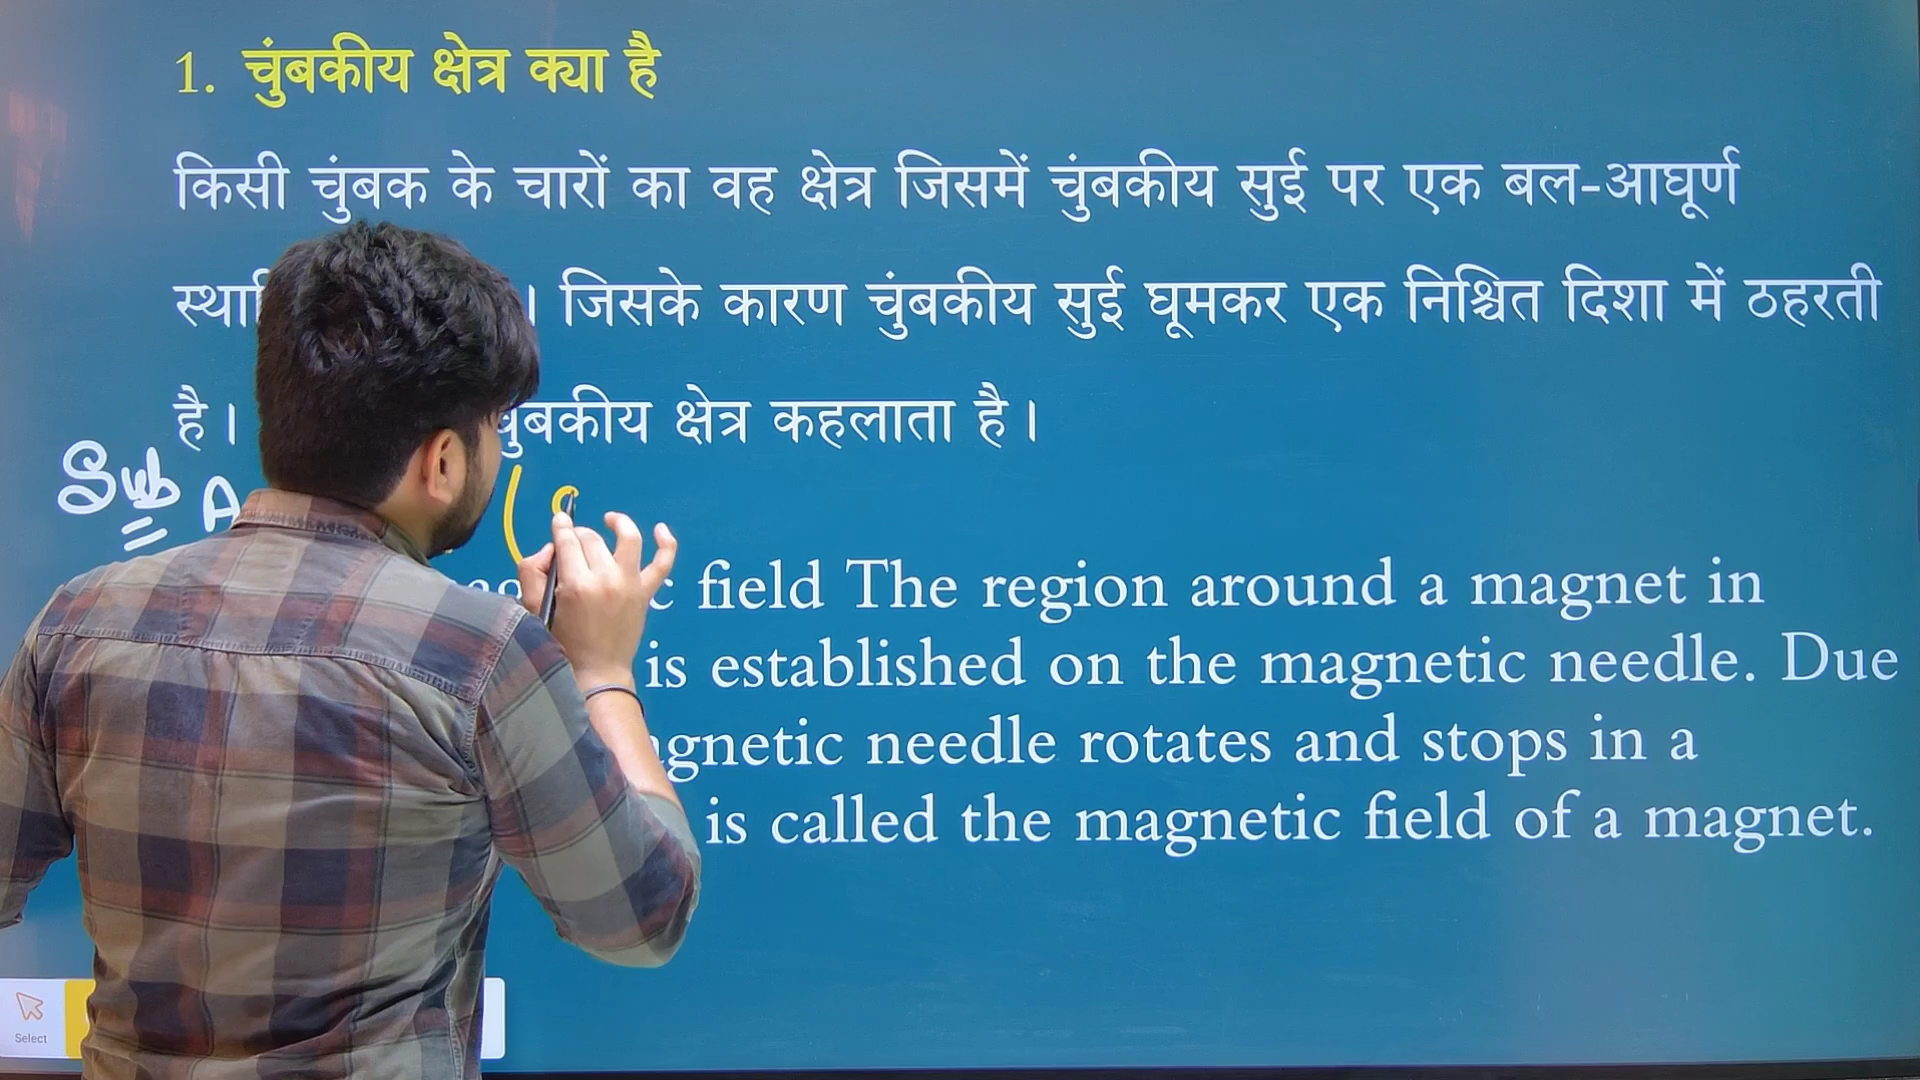 1. चुंबकीय क्षेत्र क्या है
किसी चुंबक के चारों का वह क्षेत्र जिसमें चुंबकीय सुई पर एक बल-आघूर्ण
। जिसके कारण चुंबकीय सुई घूमकर एक निश्चित दिशा में ठहरती
है। चुंबकीय क्षेत्र कहलाता है।
Sub A (
field The region around a magnet in
is established on the magnetic needle. Due
needle rotates and stops in a
is called the magnetic field of a magnet.
Select